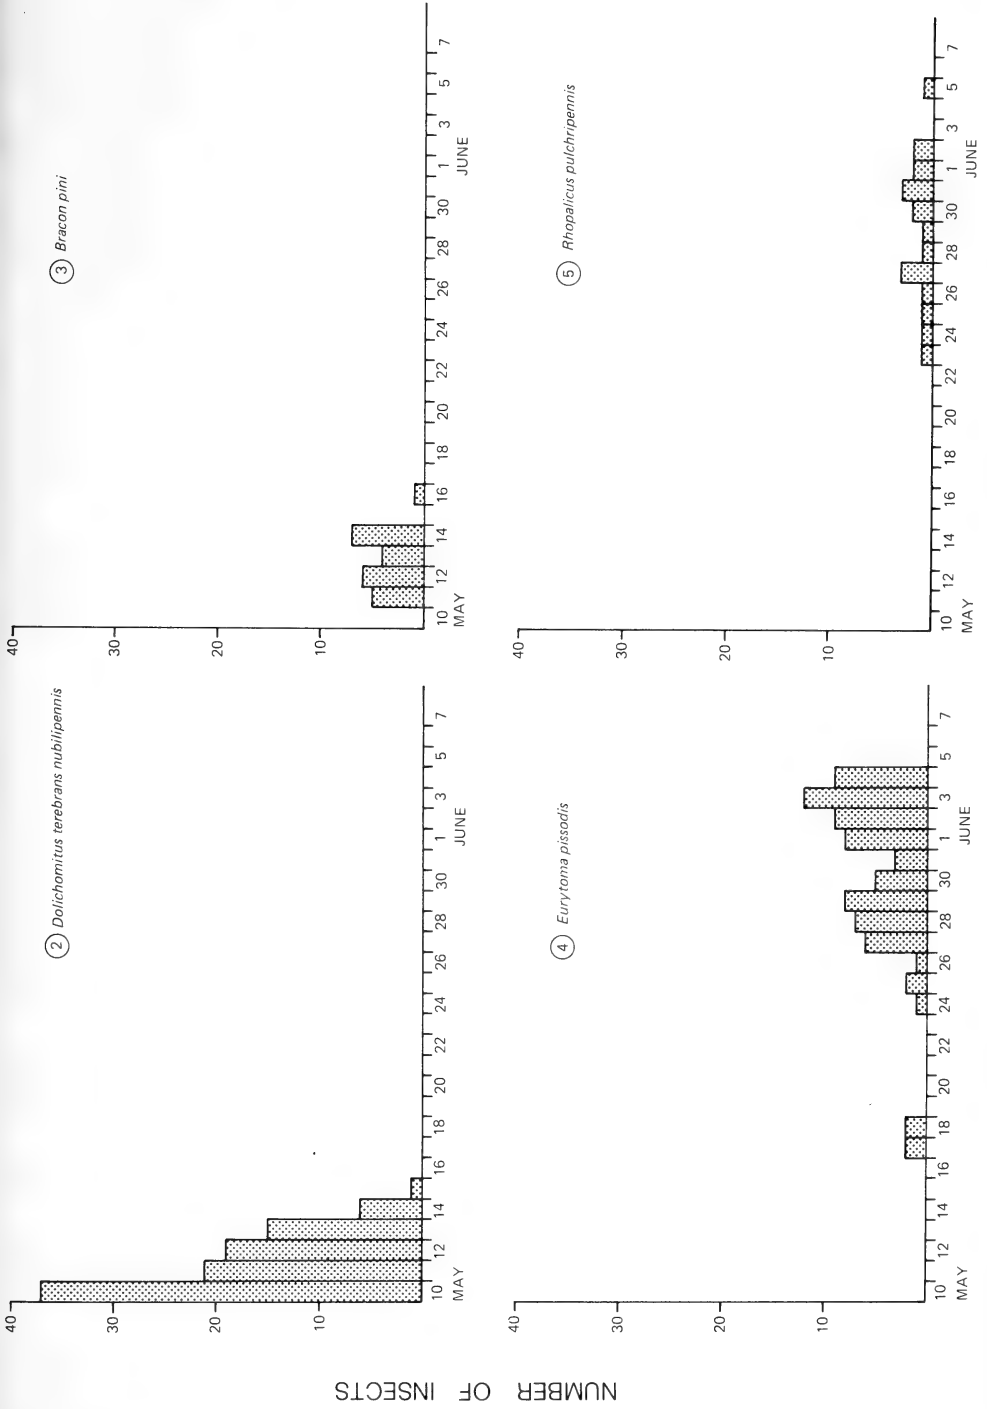 NUMBER OF INSECTS
② Dolichomitus terebrans nubilipennis
40
30
20
10
10 12 14 16 18 20 22 24 26 28 30 1 3 5 7
MAY JUNE
③ Bracon pini
40
30
20
10
10 12 14 16 18 20 22 24 26 28 30 1 3 5 7
MAY JUNE
④ Eurytoma pissodis
40
30
20
10
10 12 14 16 18 20 22 24 26 28 30 1 3 5 7
MAY JUNE
⑤ Rhopalicus pulchripennis
40
30
20
10
10 12 14 16 18 20 22 24 26 28 30 1 3 5 7
MAY JUNE